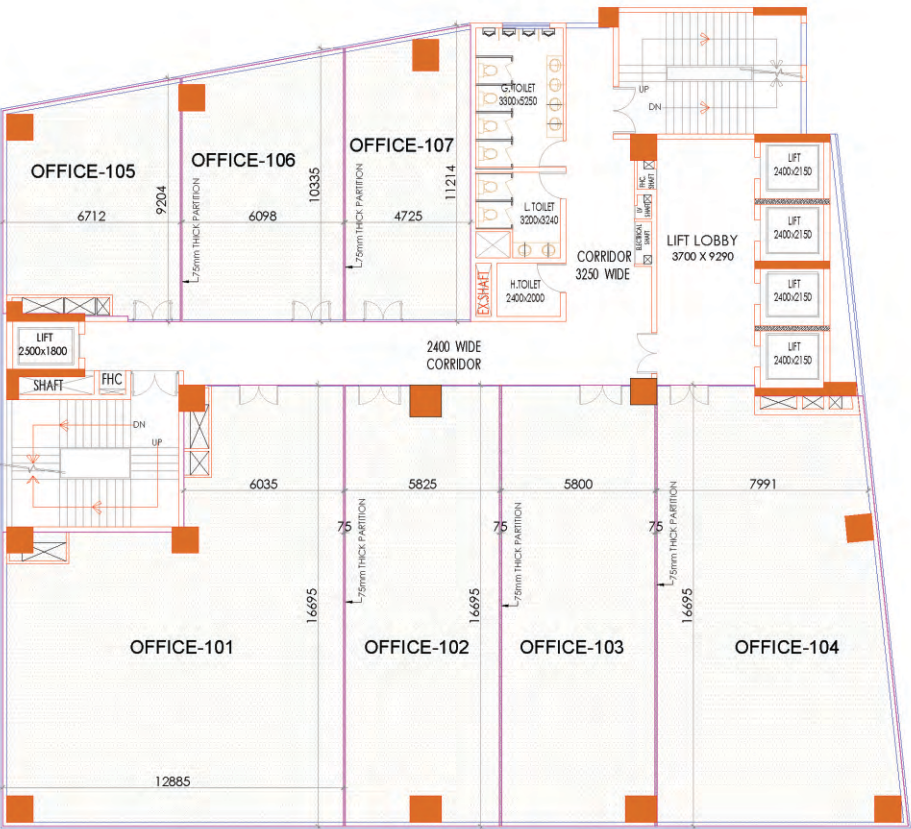 G.TOILET
3300x5250
UP
DN
OFFICE-105
OFFICE-106
OFFICE-107
9204
10335
11214
6712
6098
4725
75mm THICK PARTITION
75mm THICK PARTITION
L.TOILET
3200x3240
H.TOILET
2400x2000
EX.SHAFT
FHC
SHAFT
LV
SHAFT
ELECTRICAL
SHAFT
CORRIDOR
3250 WIDE
LIFT LOBBY
3700 X 9290
LIFT
2400x2150
LIFT
2400x2150
LIFT
2400x2150
LIFT
2400x2150
LIFT
2500x1800
2400 WIDE
CORRIDOR
SHAFT
FHC
DN
UP
6035
5825
5800
7991
75
75
75
75mm THICK PARTITION
75mm THICK PARTITION
75mm THICK PARTITION
16695
16695
16695
OFFICE-101
OFFICE-102
OFFICE-103
OFFICE-104
12885